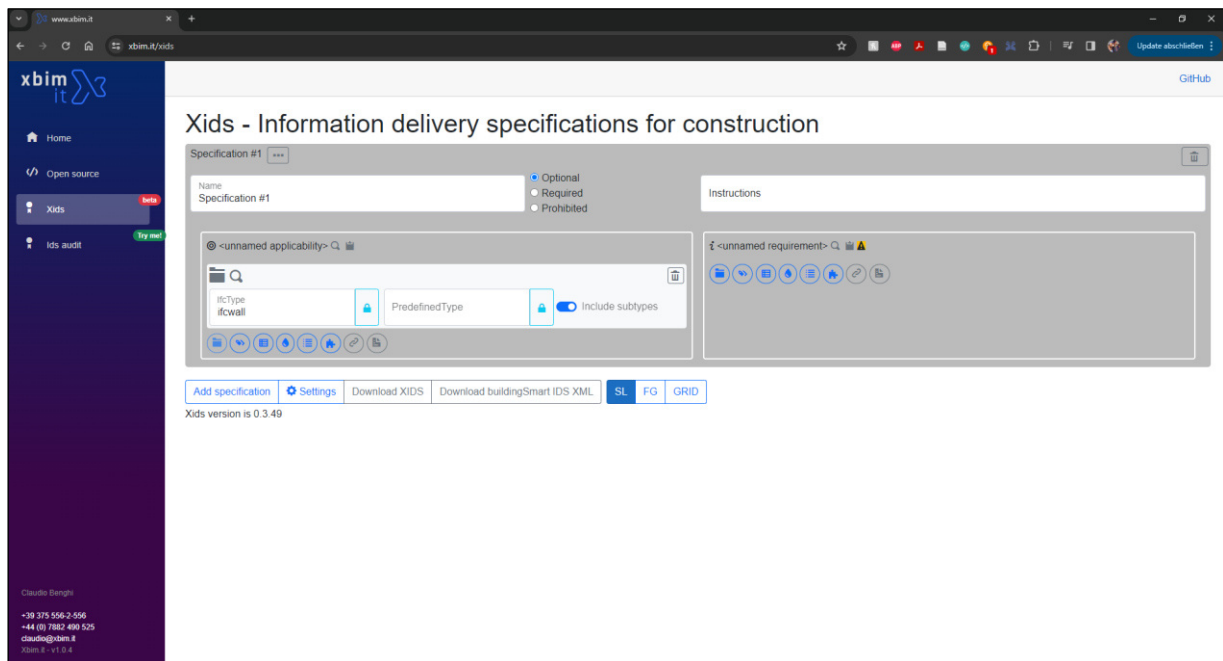 www.xbim.it
xbim.it/xids
Update abschließen
xbim
it
GitHub
Home
Open source
Xids
beta
Ids audit
Try me!
Xids - Information delivery specifications for construction
Specification #1
Name
Specification #1
Optional
Required
Prohibited
Instructions
<unnamed applicability>
IfcType
ifcwall
PredefinedType
Include subtypes
<unnamed requirement>
Add specification
Settings
Download XIDS
Download buildingSmart IDS XML
SL
FG
GRID
Xids version is 0.3.49
Claudio Benghi
+39 375 556-2-556
+44 (0) 7882 490 525
claudio@xbim.it
Xbim.it - v1.0.4